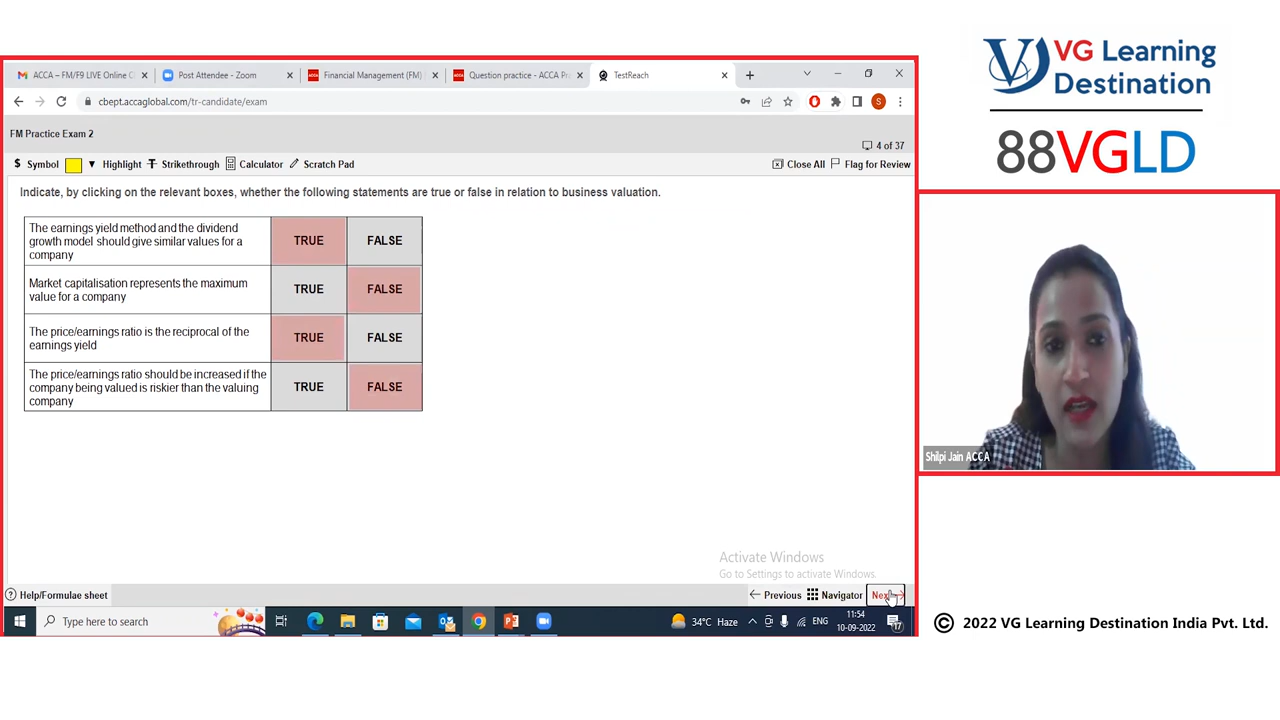 VG Learning
Destination
88VGLD
ACCA – FM/F9 LIVE Online C
Post Attendee - Zoom
Financial Management (FM)
Question practice - ACCA Pr
TestReach
cbept.accaglobal.com/tr-candidate/exam
S
FM Practice Exam 2
4 of 37
$ Symbol
Highlight
Strikethrough
Calculator
Scratch Pad
Close All
Flag for Review
Indicate, by clicking on the relevant boxes, whether the following statements are true or false in relation to business valuation.
The earnings yield method and the dividend
growth model should give similar values for a
company
TRUE
FALSE
Market capitalisation represents the maximum
value for a company
TRUE
FALSE
The price/earnings ratio is the reciprocal of the
earnings yield
TRUE
FALSE
The price/earnings ratio should be increased if the
company being valued is riskier than the valuing
company
TRUE
FALSE
Shilpi Jain ACCA
Activate Windows
Go to Settings to activate Windows.
Help/Formulae sheet
Previous
Navigator
Type here to search
34°C Haze
ENG
11:54
10-09-2022
17
© 2022 VG Learning Destination India Pvt. Ltd.